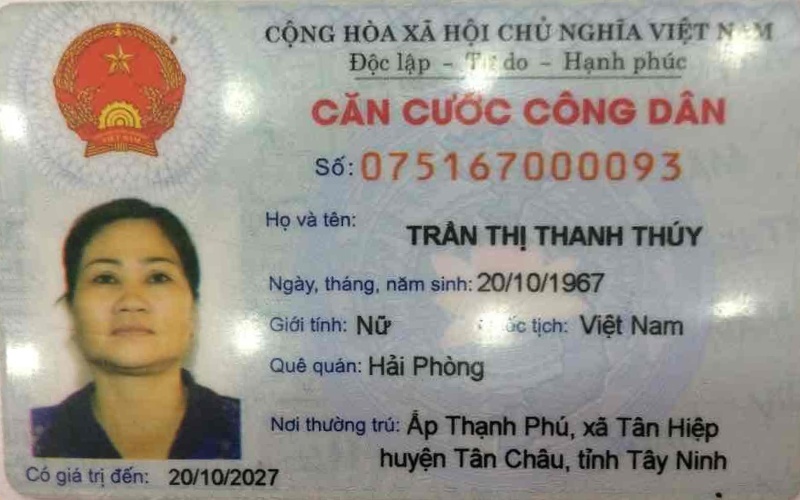 CỘNG HÒA XÃ HỘI CHỦ NGHĨA VIỆT NAM
Độc lập - Tự do - Hạnh phúc
CĂN CƯỚC CÔNG DÂN
Số: 075167000093
Họ và tên:
TRẦN THỊ THANH THÚY
Ngày, tháng, năm sinh: 20/10/1967
Giới tính: Nữ Quốc tịch: Việt Nam
Quê quán: Hải Phòng
Nơi thường trú: Ấp Thạnh Phú, xã Tân Hiệp
huyện Tân Châu, tỉnh Tây Ninh
Có giá trị đến: 20/10/2027
VIỆT NAM